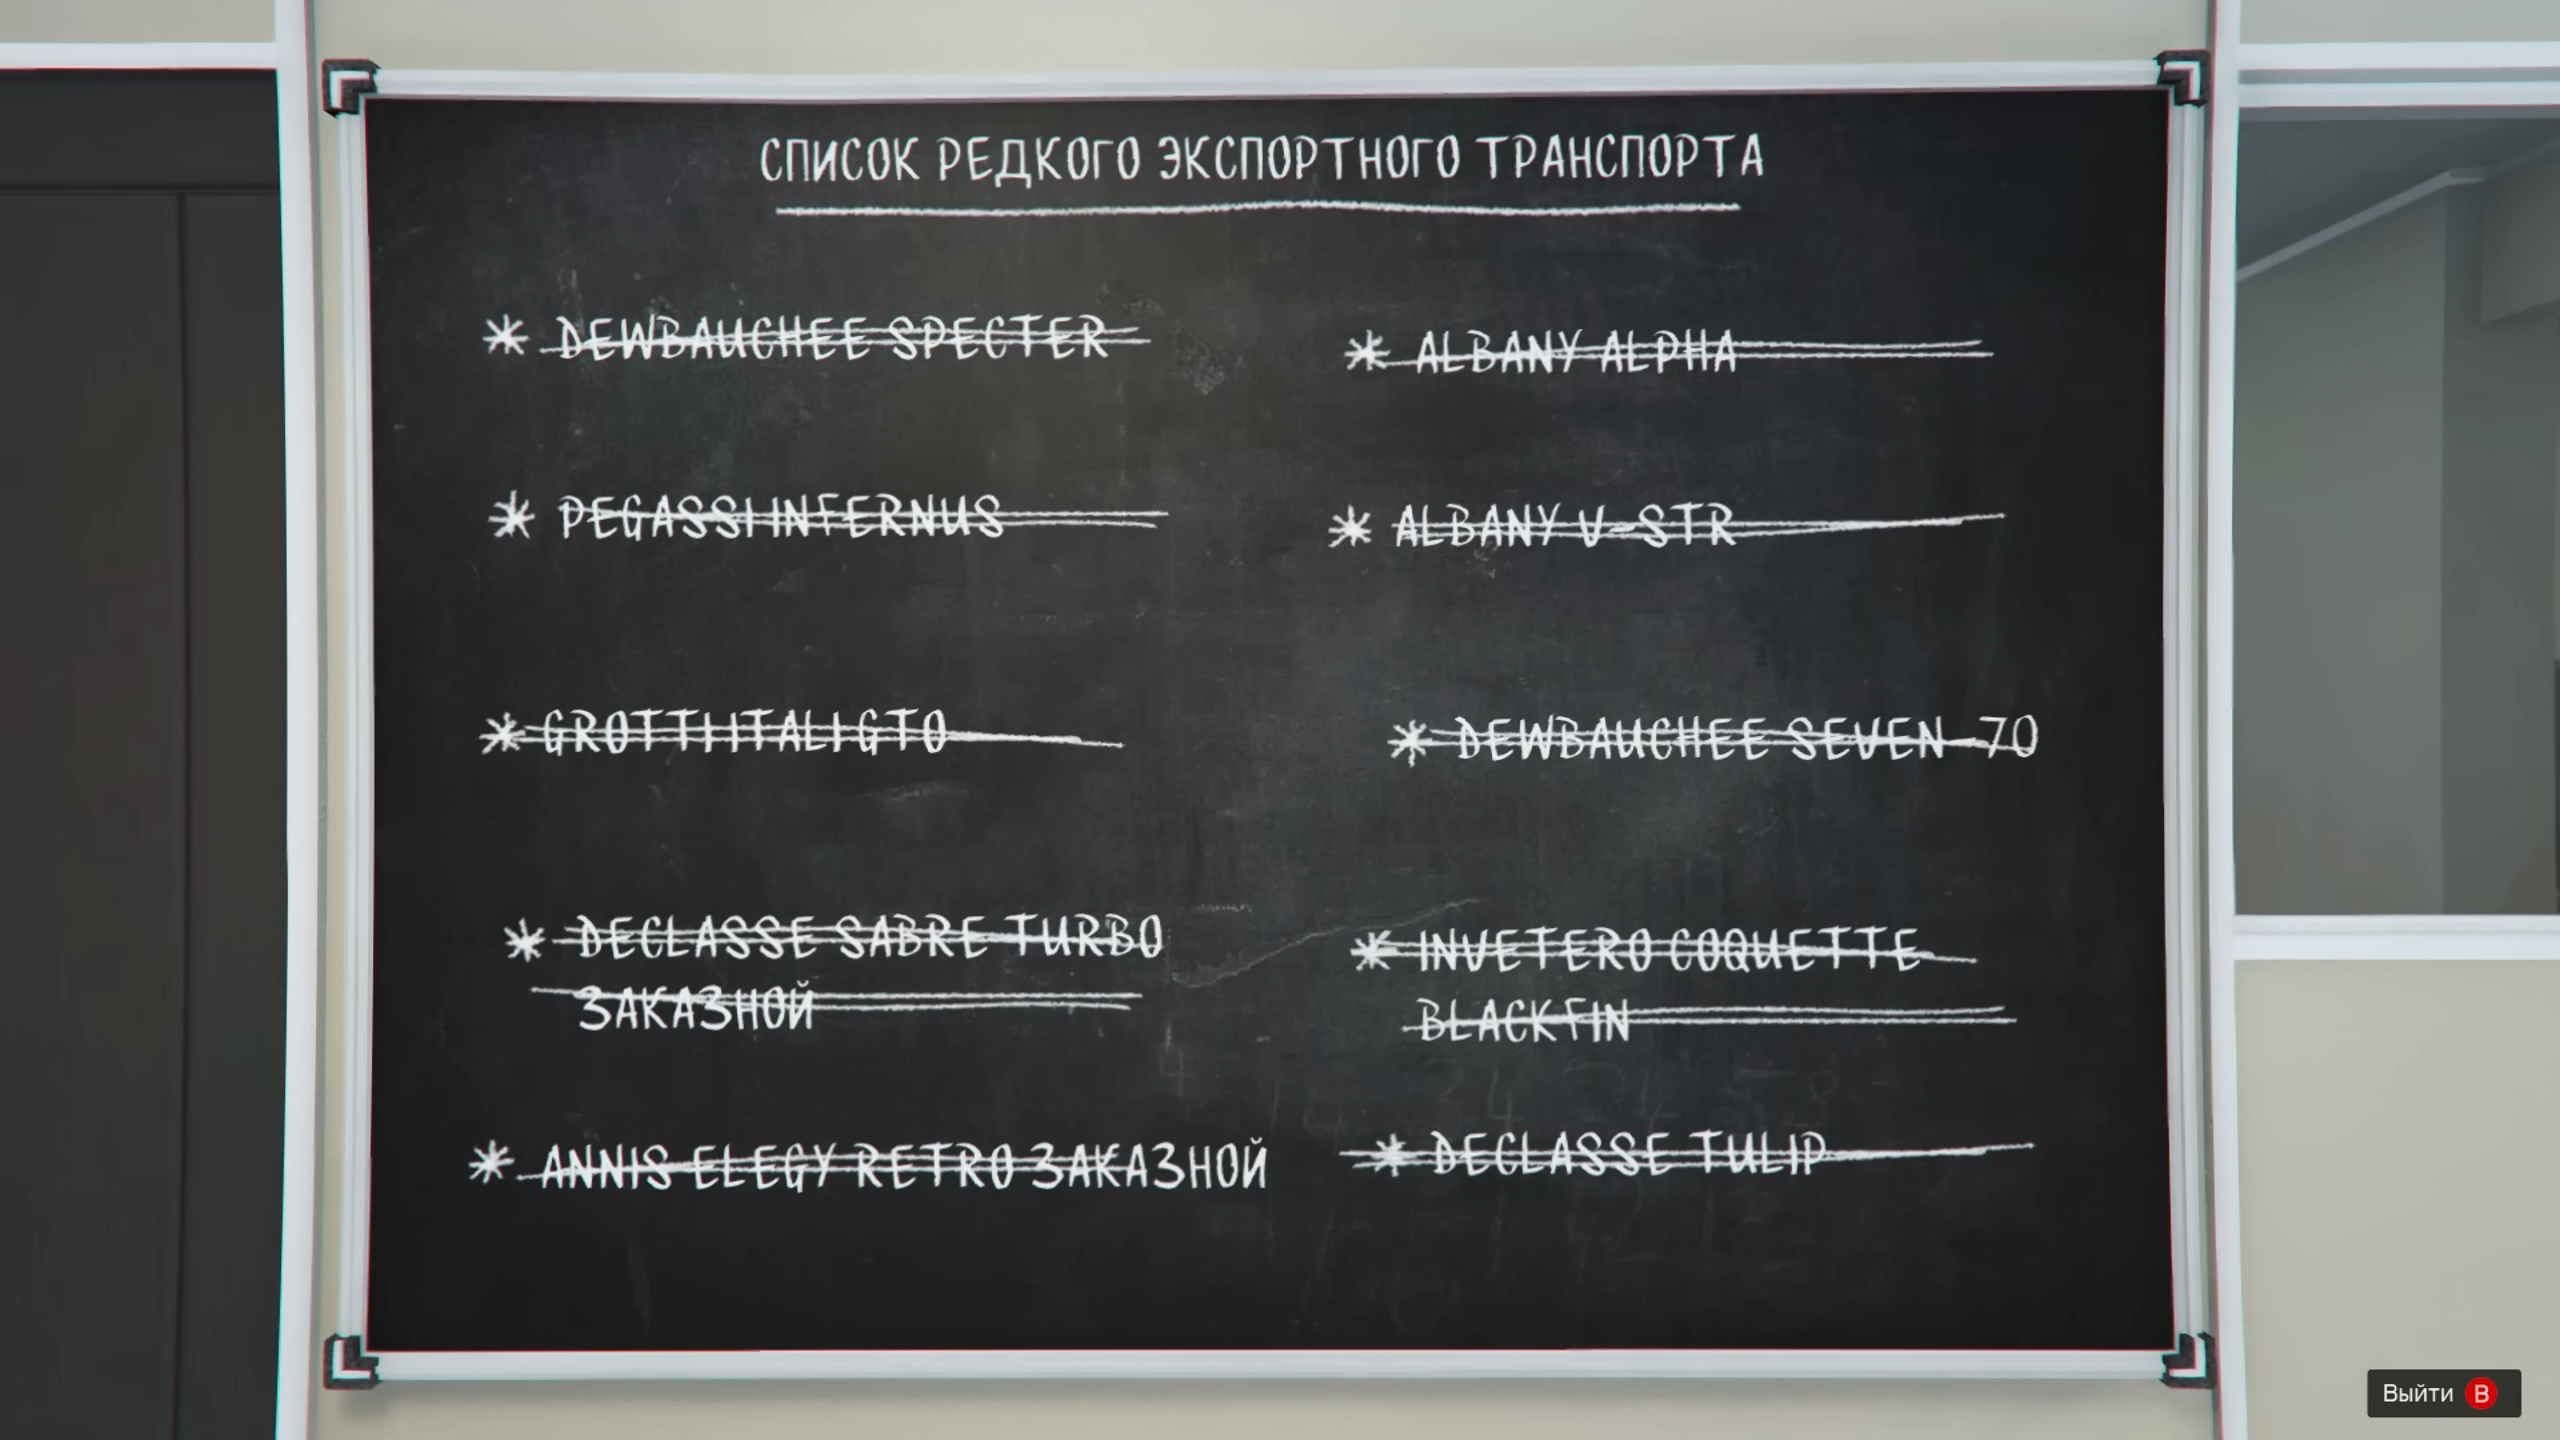 СПИСОК РЕДКОГО ЭКСПОРТНОГО ТРАНСПОРТА
* DEWBAUCHEE SPECTER
* PEGASSI INFERNUS
* GROTTI ITALI GTO
* DECLASSE SABRE TURBO
ЗАКАЗНОЙ
* ANNIS ELEGY RETRO ЗАКАЗНОЙ
* ALBANY ALPHA
* ALBANY V-STR
* DEWBAUCHEE SEVEN-70
* INVETERO COQUETTE
BLACKFIN
* DECLASSE TULIP
Выйти B